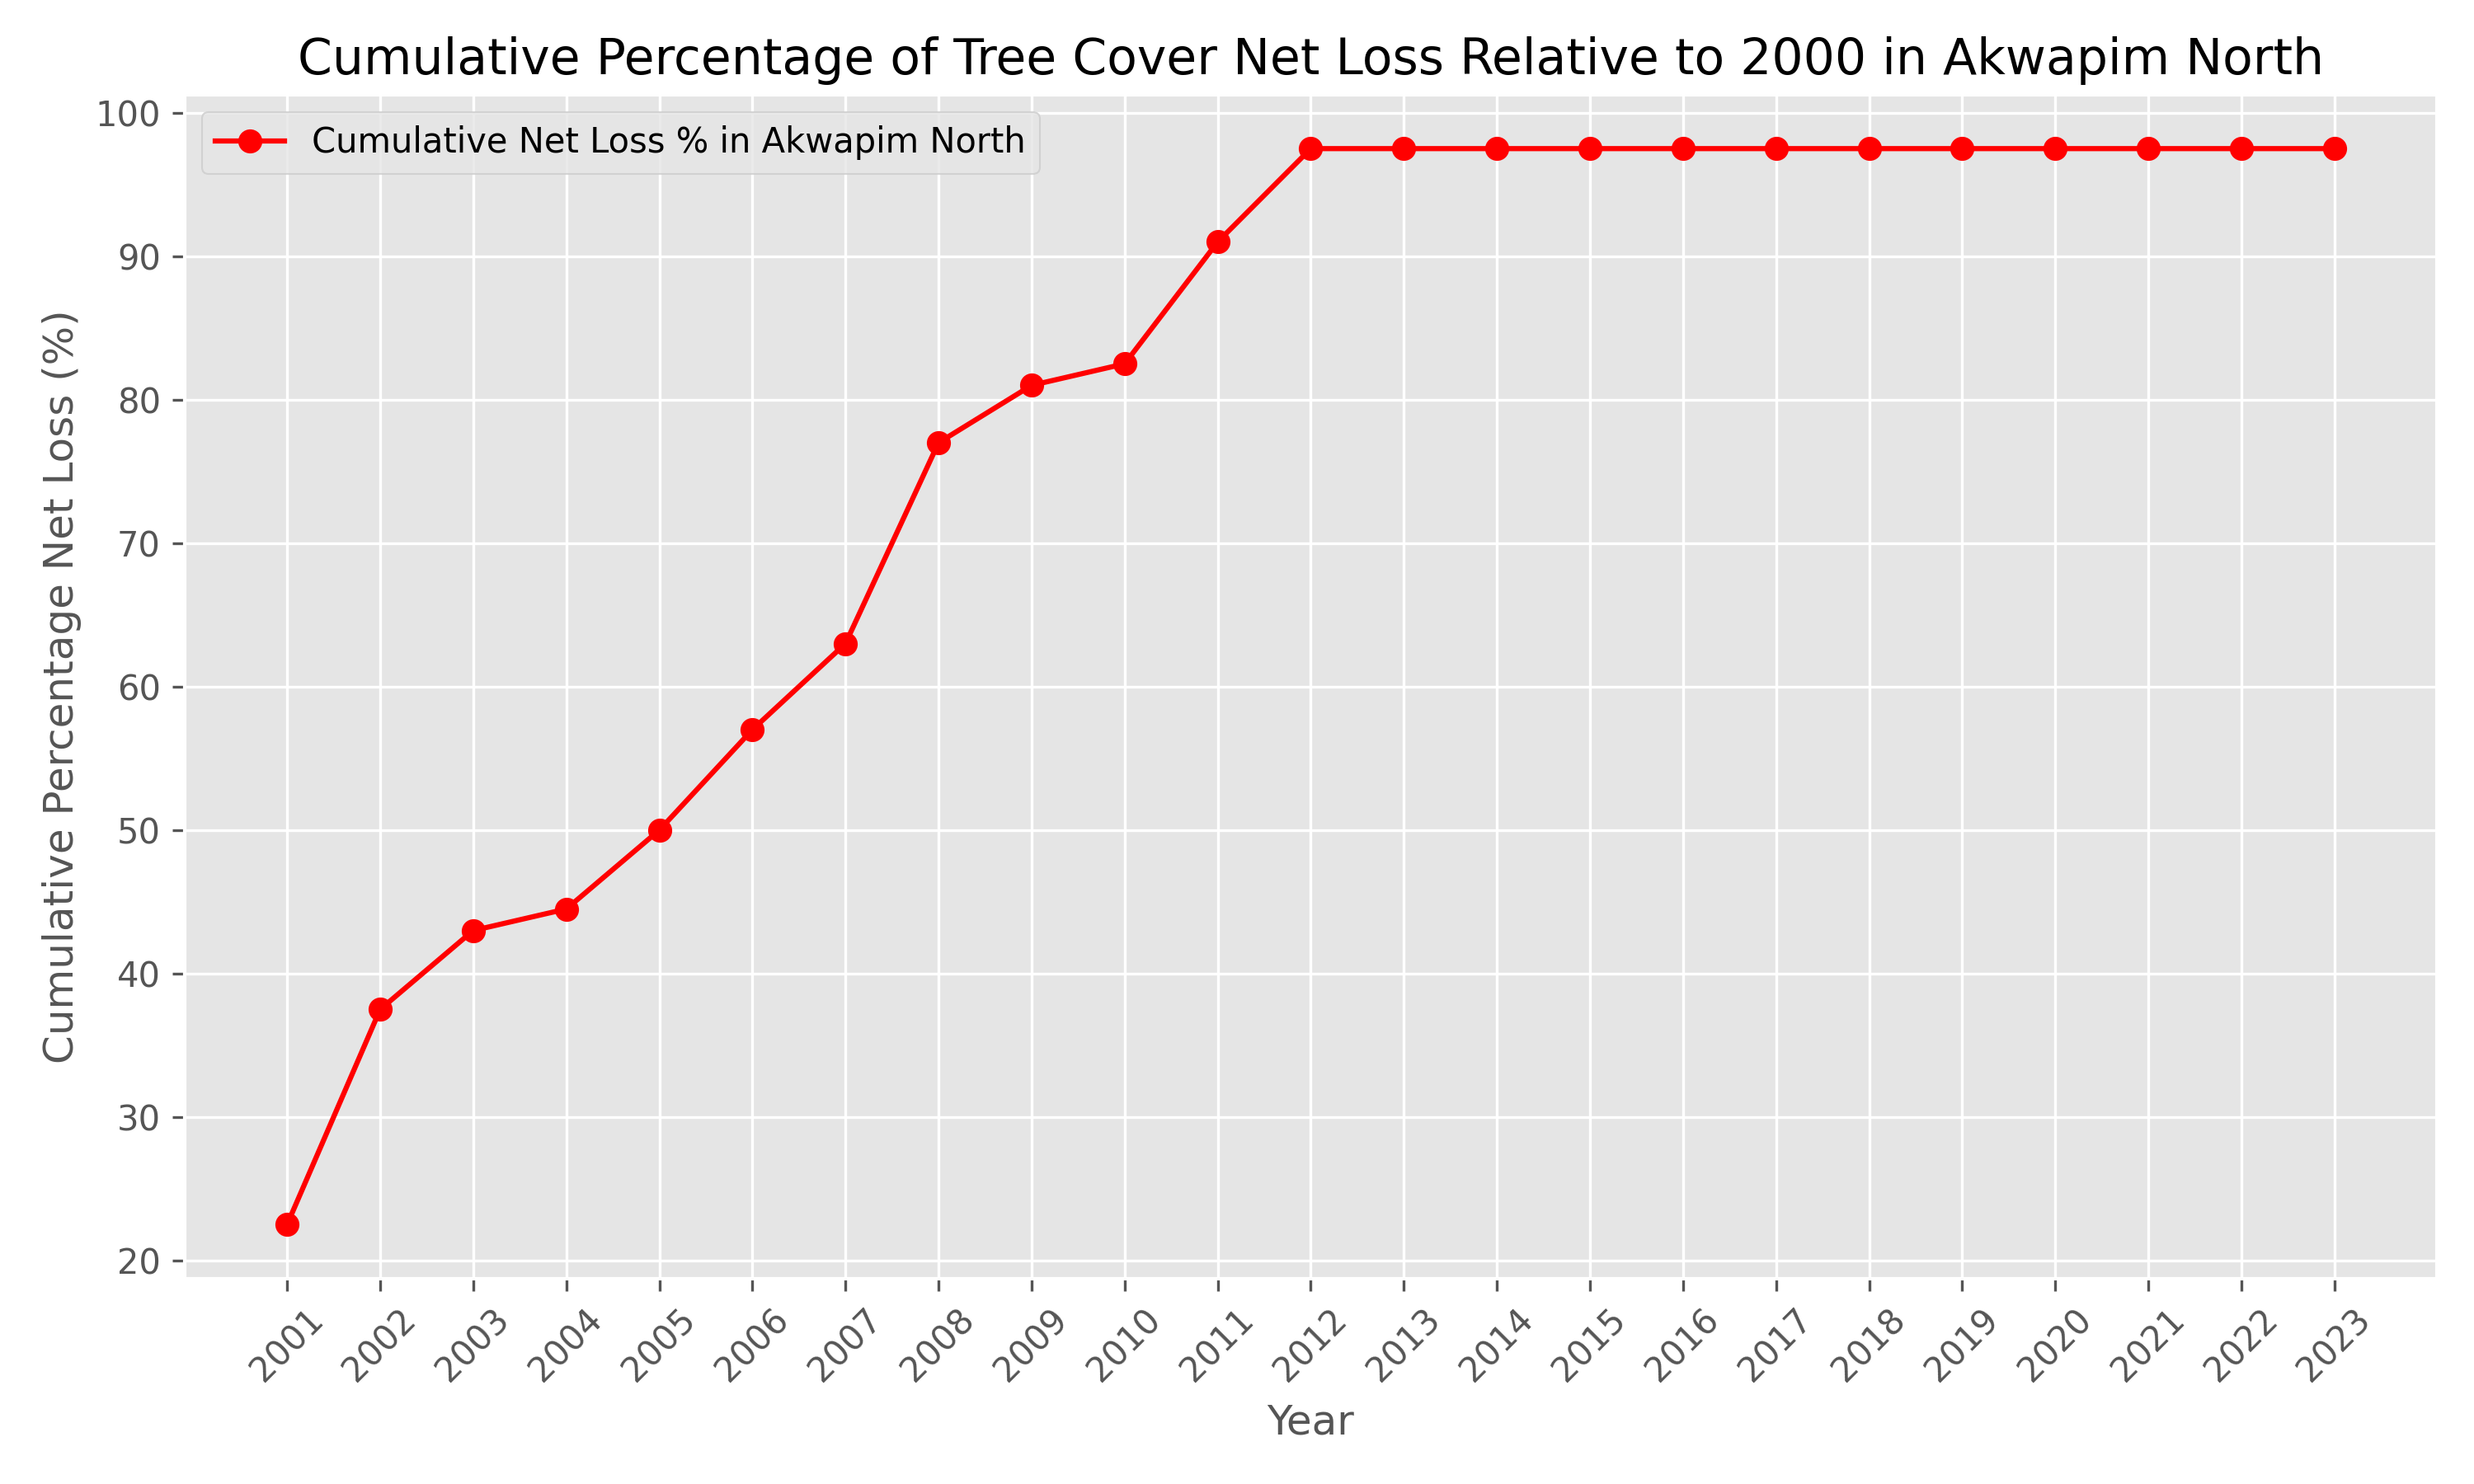 Cumulative Percentage of Tree Cover Net Loss Relative to 2000 in Akwapim North
Cumulative Net Loss % in Akwapim North
Cumulative Percentage Net Loss (%)
100
90
80
70
60
50
40
30
20
2001 2002 2003 2004 2005 2006 2007 2008 2009 2010 2011 2012 2013 2014 2015 2016 2017 2018 2019 2020 2021 2022 2023
Year